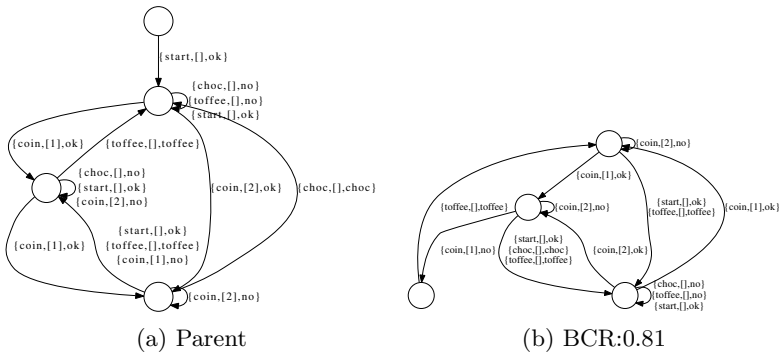 {start,[],ok}
{choc,[],no}
{toffee,[],no}
{start,[],ok}
{coin,[1],ok}
{toffee,[],toffee}
{choc,[],no}
{start,[],ok}
{coin,[2],no}
{coin,[2],ok}
{choc,[],choc}
{start,[],ok}
{toffee,[],toffee}
{coin,[1],no}
{coin,[1],ok}
{coin,[2],no}
(a) Parent
{coin,[2],no}
{coin,[1],ok}
{toffee,[],toffee}
{coin,[2],no}
{start,[],ok}
{toffee,[],toffee}
{coin,[1],ok}
{coin,[1],no}
{start,[],ok}
{choc,[],choc}
{toffee,[],toffee}
{coin,[2],ok}
{choc,[],no}
{toffee,[],no}
{start,[],ok}
(b) BCR:0.81